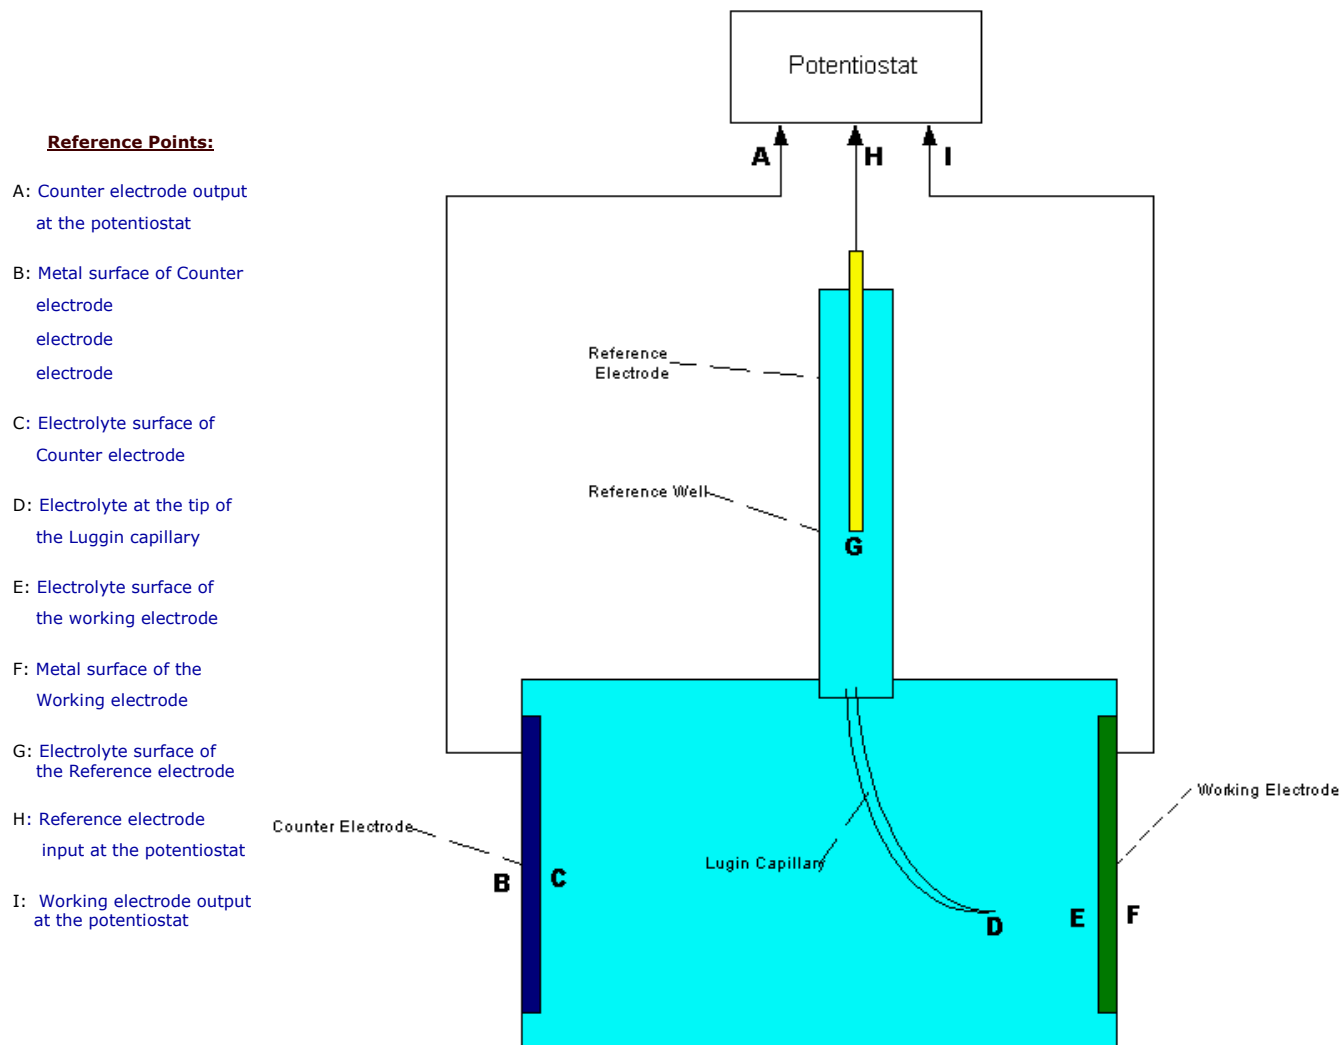 Potentiostat
Reference Points:
A
H
I
A: Counter electrode output
at the potentiostat
B: Metal surface of Counter
electrode
electrode
electrode
C: Electrolyte surface of
Counter electrode
D: Electrolyte at the tip of
the Luggin capillary
E: Electrolyte surface of
the working electrode
F: Metal surface of the
Working electrode
G: Electrolyte surface of
the Reference electrode
H: Reference electrode
input at the potentiostat
I: Working electrode output
at the potentiostat
Reference
Electrode
Reference Well
G
Counter Electrode
Lugin Capillary
Working Electrode
B
C
D
E
F